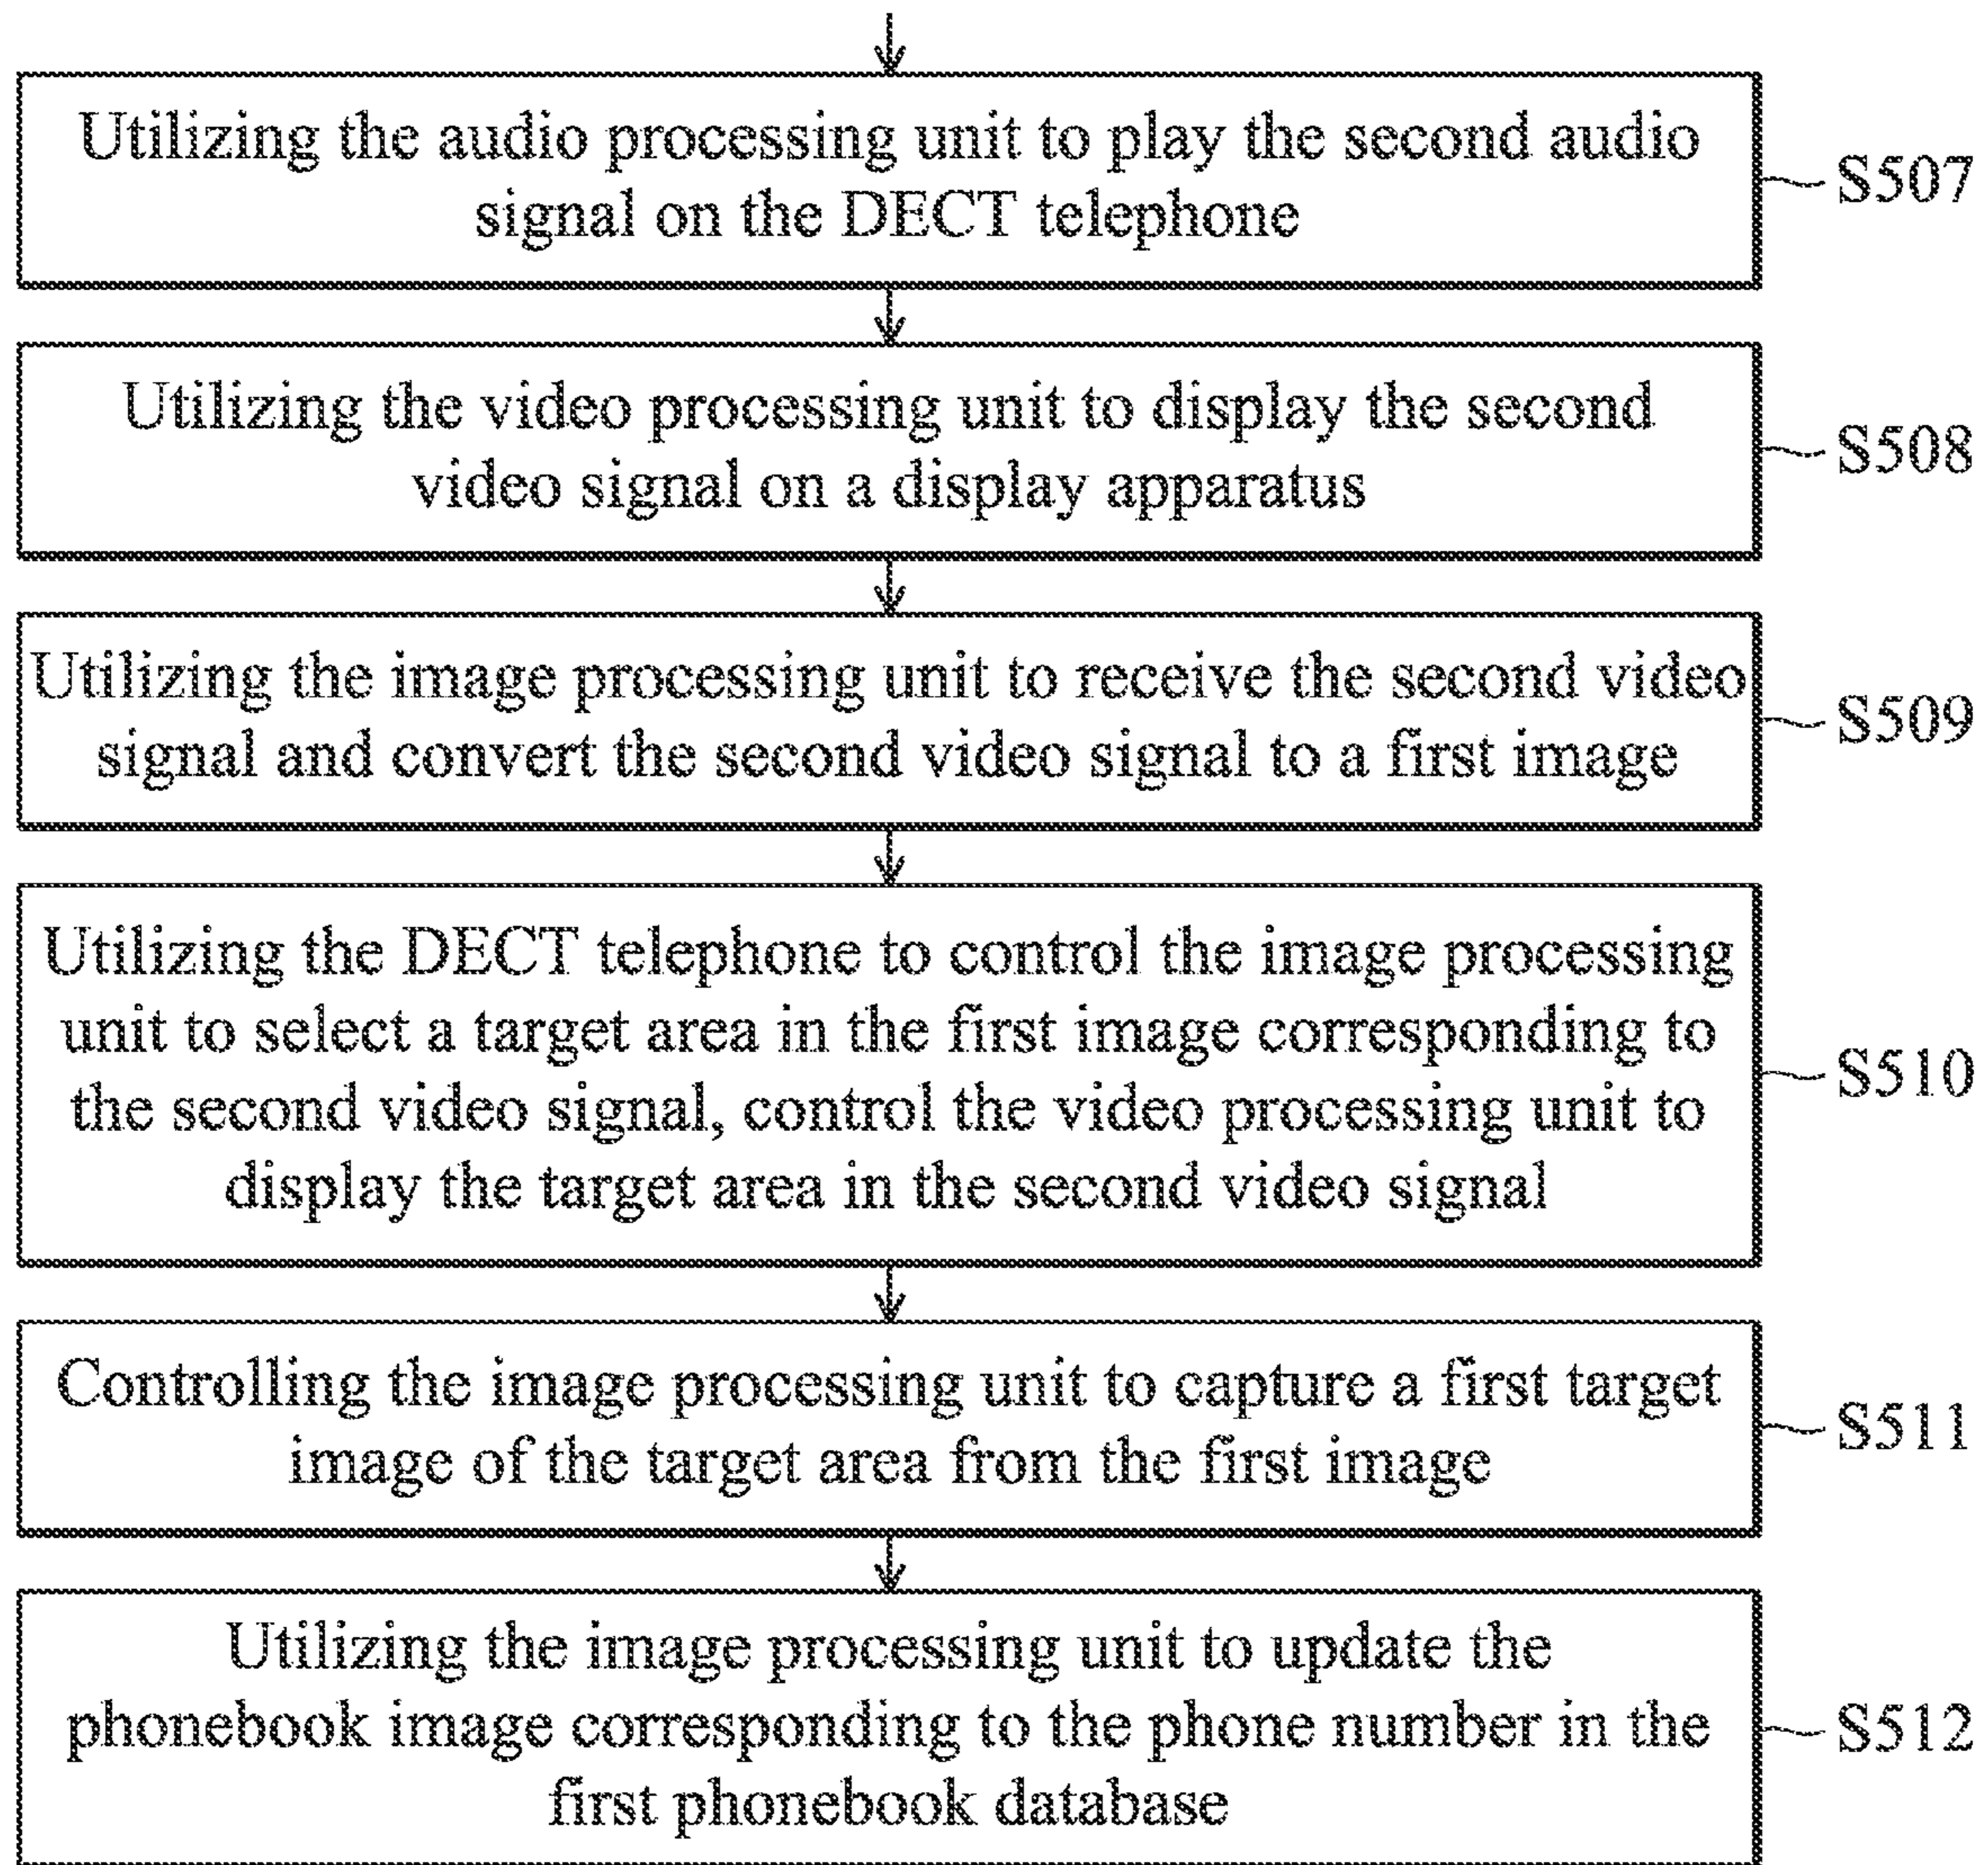 Utilizing the audio processing unit to play the second audio
signal on the DECT telephone
S507
Utilizing the video processing unit to display the second
video signal on a display apparatus
S508
Utilizing the image processing unit to receive the second video
signal and convert the second video signal to a first image
S509
Utilizing the DECT telephone to control the image processing
unit to select a target area in the first image corresponding to
the second video signal, control the video processing unit to
display the target area in the second video signal
S510
Controlling the image processing unit to capture a first target
image of the target area from the first image
S511
Utilizing the image processing unit to update the
phonebook image corresponding to the phone number in the
first phonebook database
S512